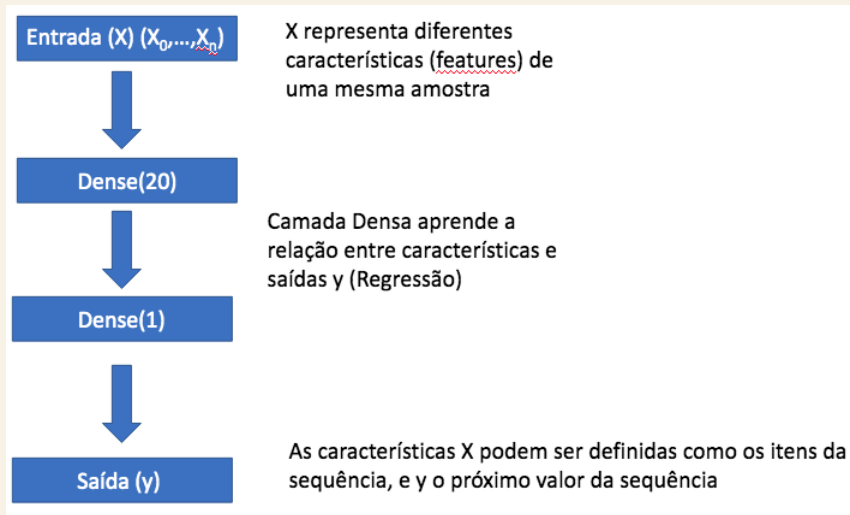 Entrada (X) (X0,...,Xn)
X representa diferentes
características (features) de
uma mesma amostra
Dense(20)
Camada Densa aprende a
relação entre características e
saídas y (Regressão)
Dense(1)
As características X podem ser definidas como os itens da
sequência, e y o próximo valor da sequência
Saída (y)